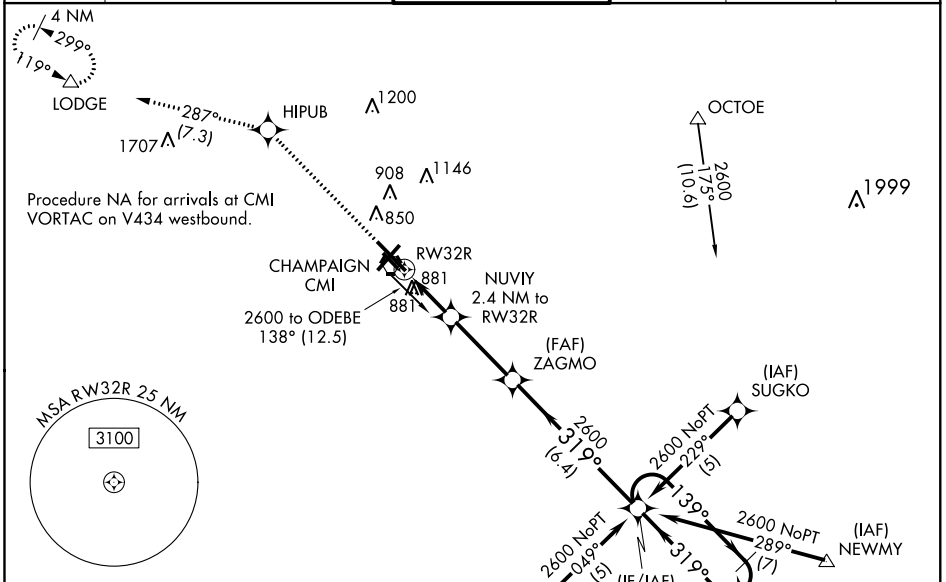 4 NM
299°
119°
LODGE
287°
(7.3)
HIPUB
1200
1707
OCTOE
2600
175°
(10.6)
908
1146
1999
850
Procedure NA for arrivals at CMI
VORTAC on V434 westbound.
RW32R
CHAMPAIGN
CMI
881
881
NUVIY
2.4 NM to
RW32R
2600 to ODEBE
138° (12.5)
(FAF)
ZAGMO
(IAF)
SUGKO
MSA RW32R 25 NM
3100
2600
319°
(6.4)
2600 NoPT
229°
(5)
139°
2600 NoPT
289°
(7)
(IAF)
NEWMY
2600 NoPT
049°
(5)
319°
(IF/IAF)